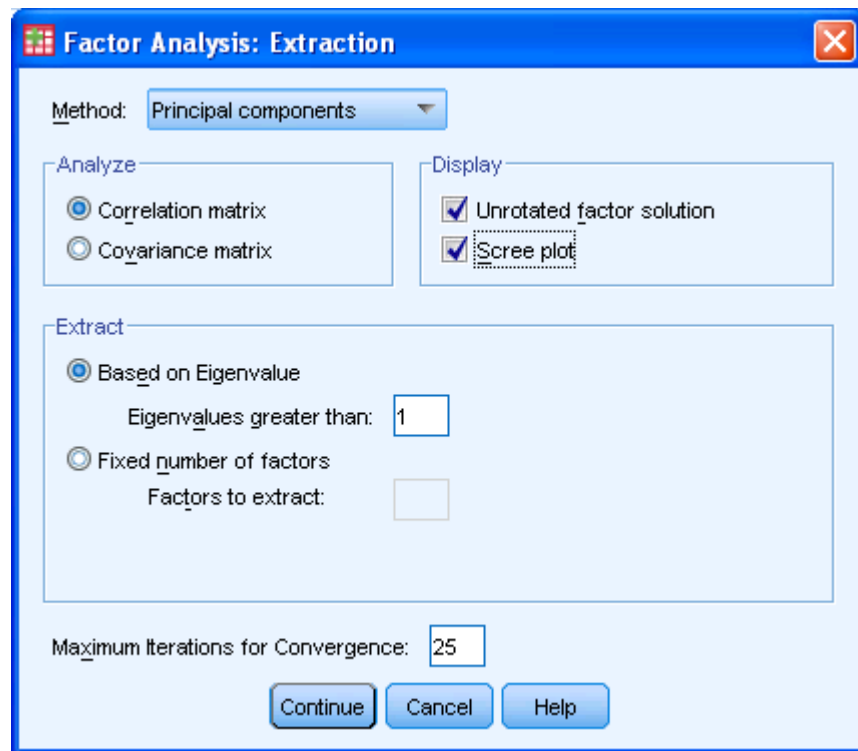 Factor Analysis: Extraction
Method: Principal components
Analyze
Correlation matrix
Covariance matrix
Display
Unrotated factor solution
Scree plot
Extract
Based on Eigenvalue
Eigenvalues greater than: 1
Fixed number of factors
Factors to extract:
Maximum Iterations for Convergence: 25
Continue Cancel Help